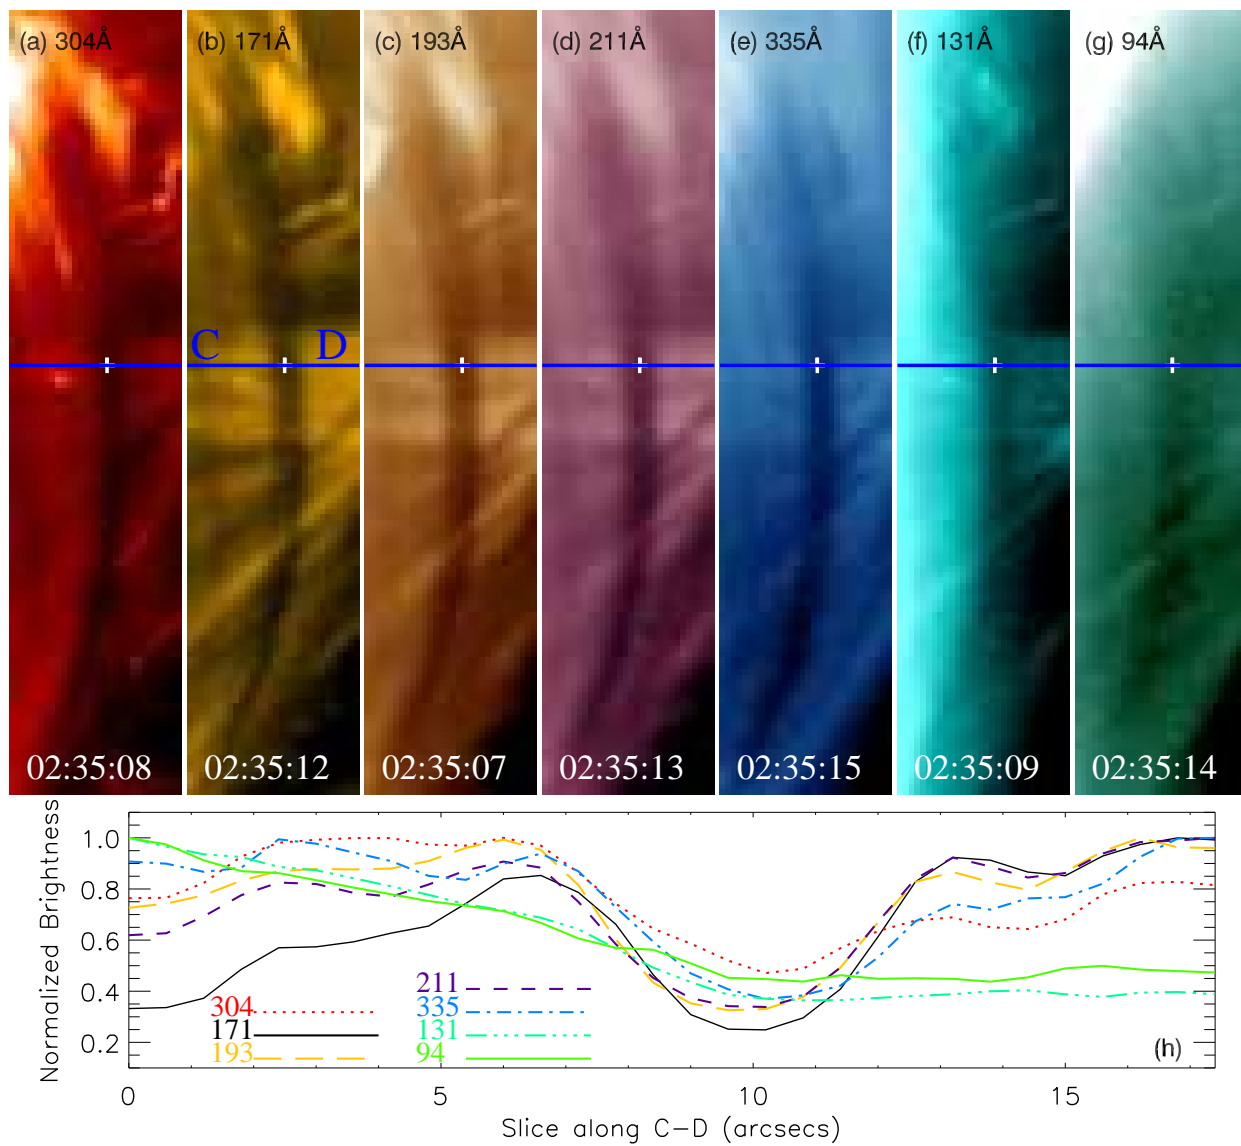 (a) 304Å
(b) 171Å
(c) 193Å
(d) 211Å
(e) 335Å
(f) 131Å
(g) 94Å
C D
02:35:08
02:35:12
02:35:07
02:35:13
02:35:15
02:35:09
02:35:14
Normalized Brightness
1.0
0.8
0.6
0.4
0.2
211
304
335
171
131
193
94
(h)
0 5 10 15
Slice along C-D (arcsecs)